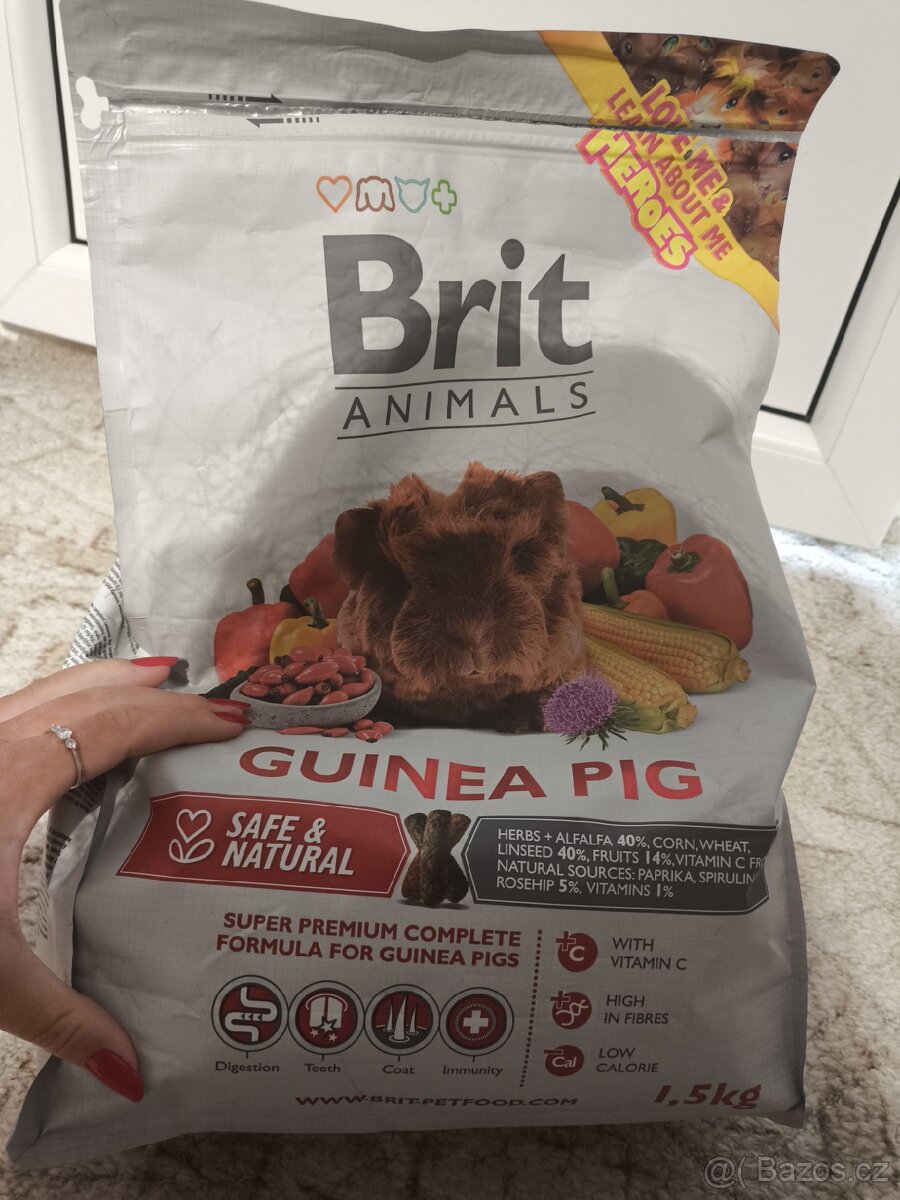 LOVE ME &
LEARN ABOUT ME
HEROES
Brit
ANIMALS
GUINEA PIG
SAFE &
NATURAL
HERBS + ALFALFA 40%, CORN, WHEAT,
LINSEED 40%, FRUITS 14%, VITAMIN C
NATURAL SOURCES: PAPRIKA,
ROSEHIP 5%, VITAMINS 1%
SUPER PREMIUM COMPLETE
FORMULA FOR GUINEA PIGS
Digestion
Teeth
Coat
Immunity
+C
WITH
VITAMIN C
HIGH
IN FIBRES
Cal
LOW
CALORIE
WWW.BRIT-PETFOOD.COM
1,5kg
@( Bazos.cz